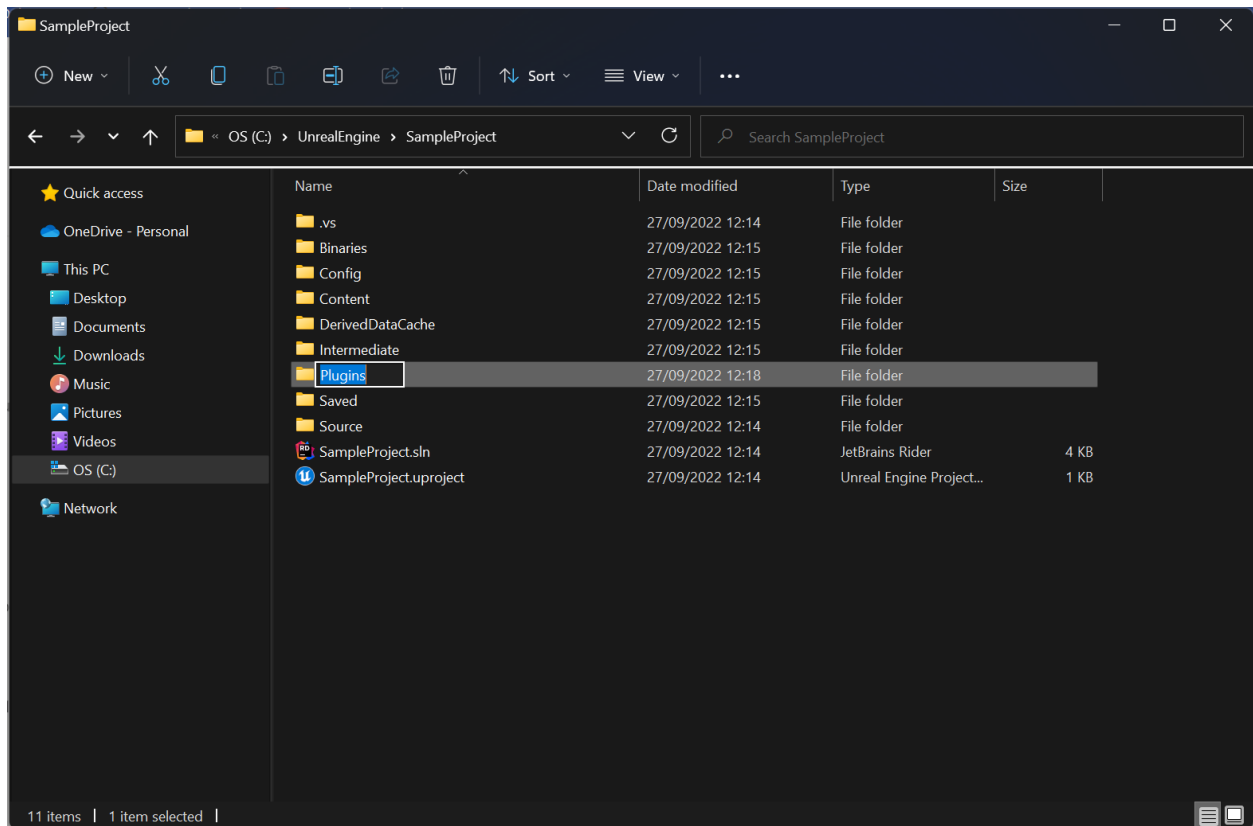 SampleProject
New Sort View
« OS (C:) › UnrealEngine › SampleProject Search SampleProject
Quick access
OneDrive - Personal
This PC
Desktop
Documents
Downloads
Music
Pictures
Videos
OS (C:)
Network
Name Date modified Type Size
.vs 27/09/2022 12:14 File folder
Binaries 27/09/2022 12:15 File folder
Config 27/09/2022 12:15 File folder
Content 27/09/2022 12:15 File folder
DerivedDataCache 27/09/2022 12:15 File folder
Intermediate 27/09/2022 12:15 File folder
Plugins 27/09/2022 12:18 File folder
Saved 27/09/2022 12:15 File folder
Source 27/09/2022 12:14 File folder
RD SampleProject.sln 27/09/2022 12:14 JetBrains Rider 4 KB
SampleProject.uproject 27/09/2022 12:14 Unreal Engine Project... 1 KB
11 items 1 item selected